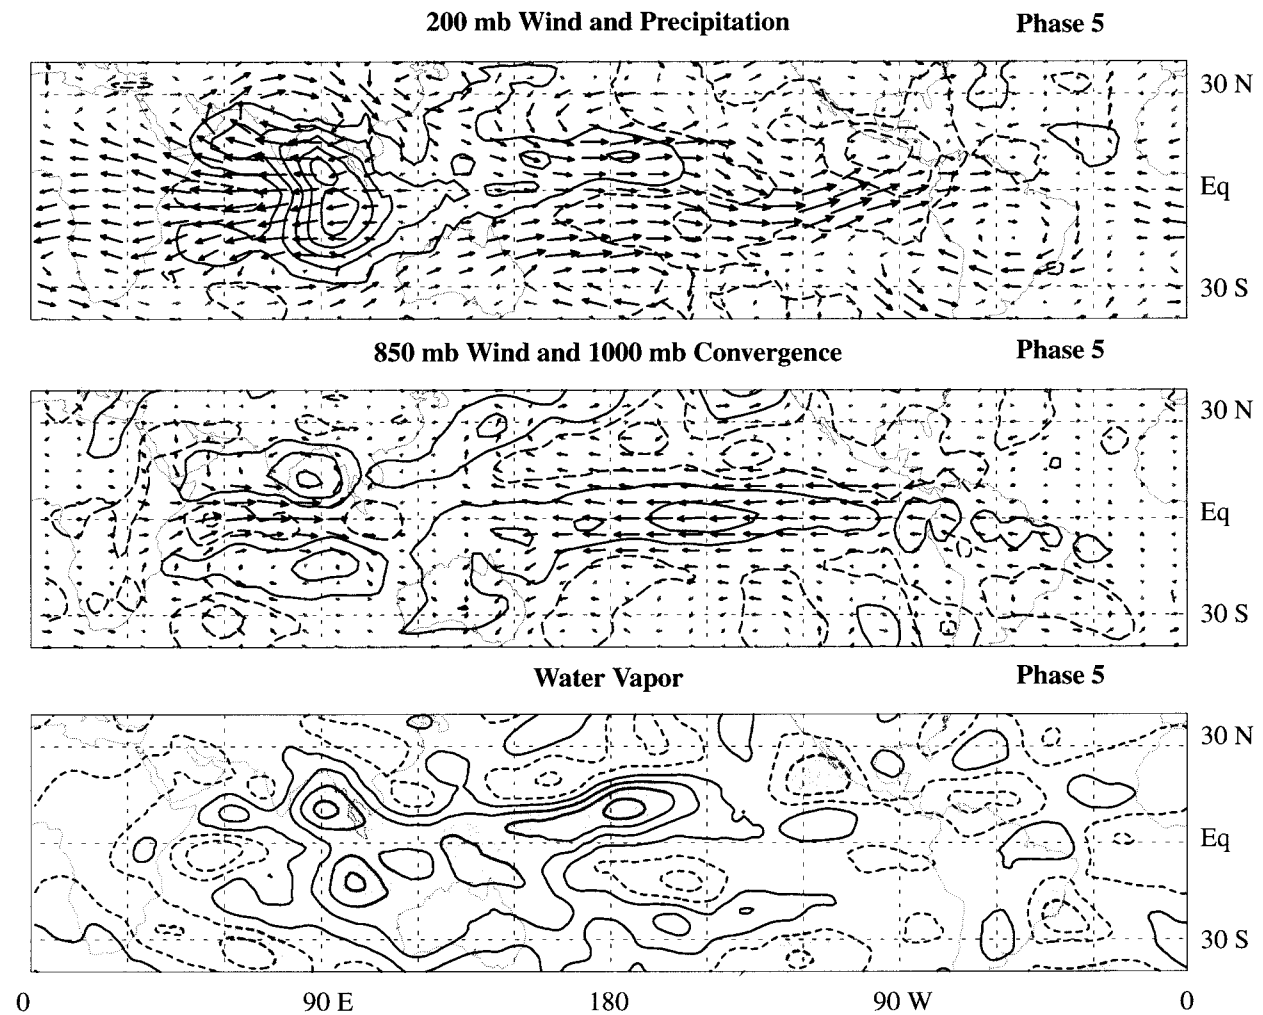 200 mb Wind and Precipitation Phase 5
30 N
Eq
30 S
850 mb Wind and 1000 mb Convergence Phase 5
30 N
Eq
30 S
Water Vapor Phase 5
30 N
Eq
30 S
0 90 E 180 90 W 0